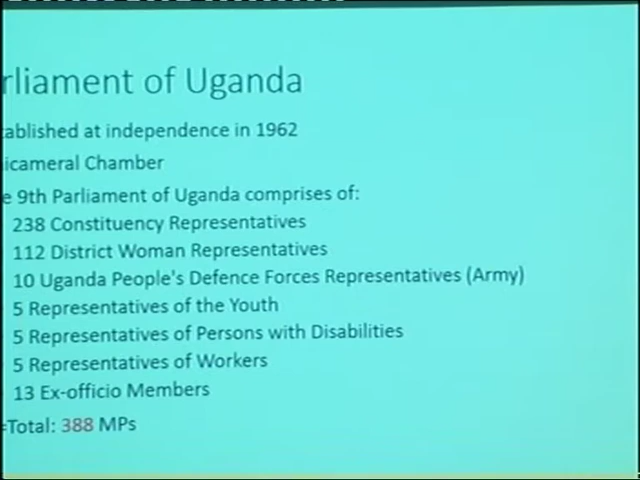 rliament of Uganda
tablished at independence in 1962
icameral Chamber
e 9th Parliament of Uganda comprises of:
238 Constituency Representatives
112 District Woman Representatives
10 Uganda People's Defence Forces Representatives (Army)
5 Representatives of the Youth
5 Representatives of Persons with Disabilities
5 Representatives of Workers
13 Ex-officio Members
=Total: 388 MPs